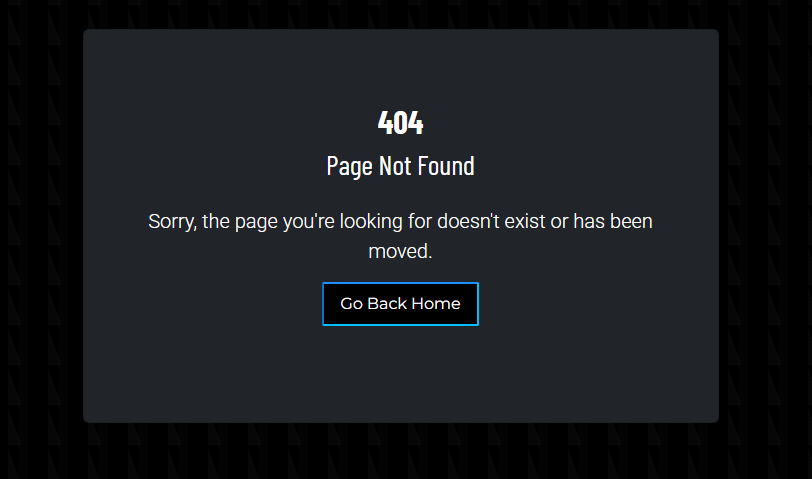 404
Page Not Found
Sorry, the page you're looking for doesn't exist or has been
moved.
Go Back Home